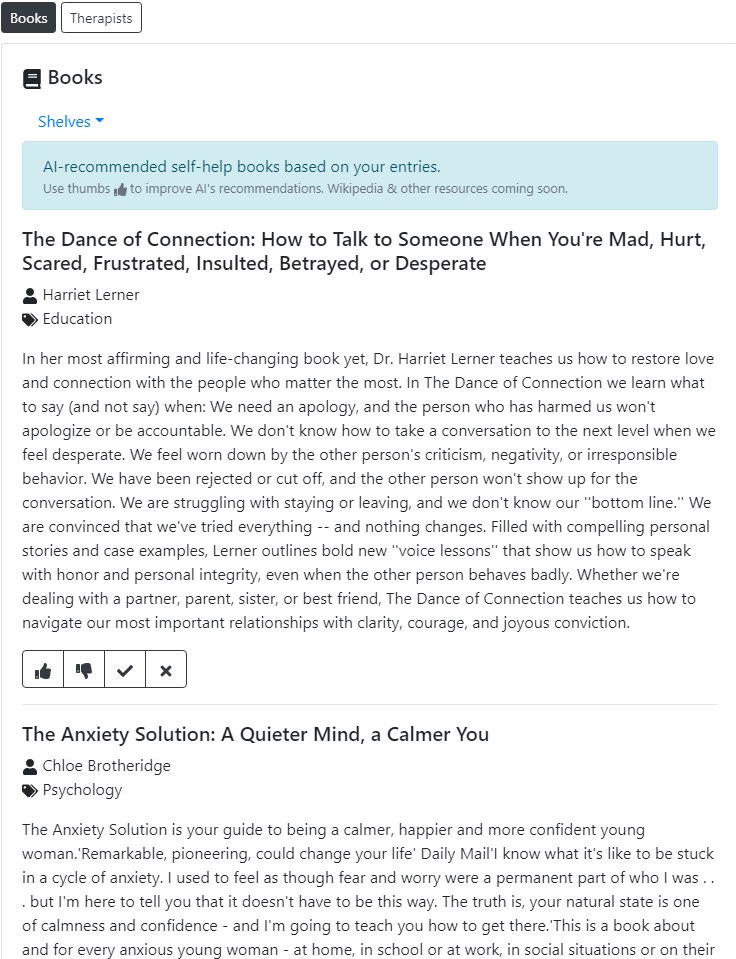 Books Therapists
Books
Shelves
AI-recommended self-help books based on your entries.
Use thumbs to improve AI's recommendations. Wikipedia & other resources coming soon.
The Dance of Connection: How to Talk to Someone When You're Mad, Hurt,
Scared, Frustrated, Insulted, Betrayed, or Desperate
Harriet Lerner
Education
In her most affirming and life-changing book yet, Dr. Harriet Lerner teaches us how to restore love
and connection with the people who matter the most. In The Dance of Connection we learn what
to say (and not say) when: We need an apology, and the person who has harmed us won't
apologize or be accountable. We don't know how to take a conversation to the next level when we
feel desperate. We feel worn down by the other person's criticism, negativity, or irresponsible
behavior. We have been rejected or cut off, and the other person won't show up for the
conversation. We are struggling with staying or leaving, and we don't know our ''bottom line.'' We
are convinced that we've tried everything -- and nothing changes. Filled with compelling personal
stories and case examples, Lerner outlines bold new ''voice lessons'' that show us how to speak
with honor and personal integrity, even when the other person behaves badly. Whether we're
dealing with a partner, parent, sister, or best friend, The Dance of Connection teaches us how to
navigate our most important relationships with clarity, courage, and joyous conviction.
The Anxiety Solution: A Quieter Mind, a Calmer You
Chloe Brotheridge
Psychology
The Anxiety Solution is your guide to being a calmer, happier and more confident young
woman.'Remarkable, pioneering, could change your life' Daily Mail'I know what it's like to be stuck
in a cycle of anxiety. I used to feel as though fear and worry were a permanent part of who I was . .
. but I'm here to tell you that it doesn't have to be this way. The truth is, your natural state is one
of calmness and confidence - and I'm going to teach you how to get there.'This is a book about
and for every anxious young woman - at home, in school or at work, in social situations or on their